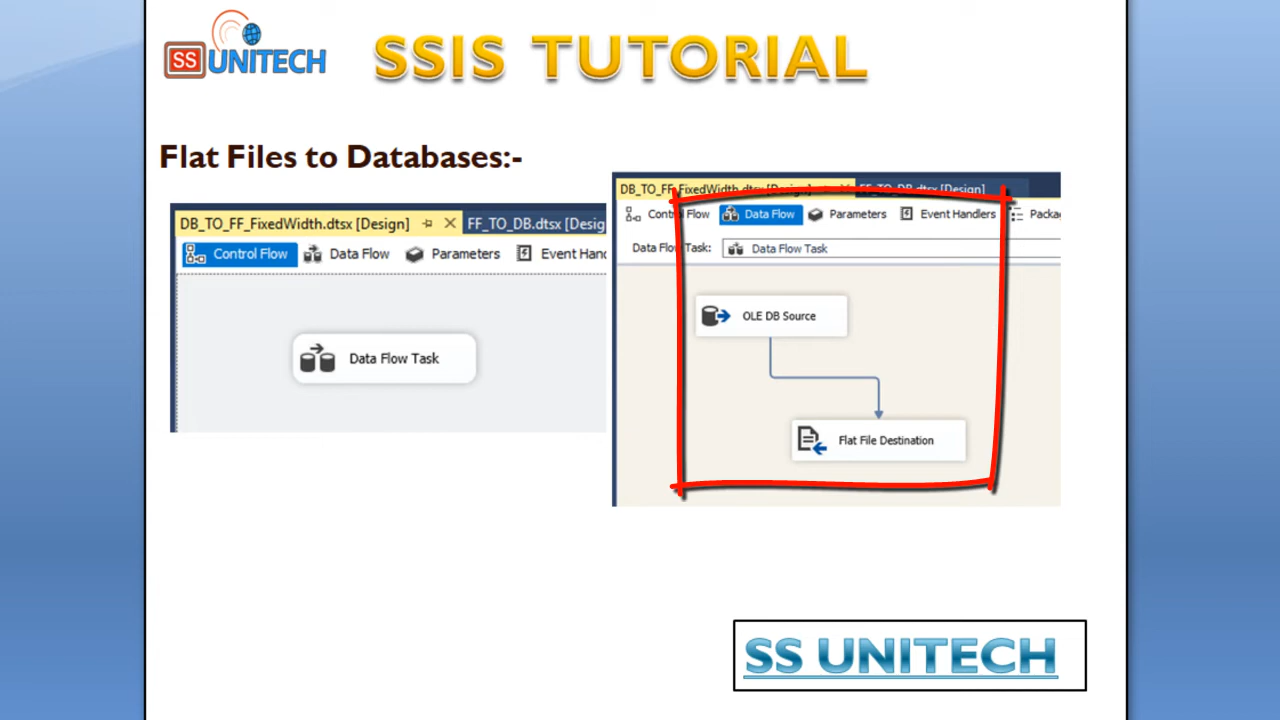 SS UNITECH
SSIS TUTORIAL
Flat Files to Databases:-
DB_TO_FF_FixedWidth.dtsx [Design] FF_TO_DB.dtsx [Desig
Control Flow Data Flow Parameters Event Hand
Data Flow Task
DB_TO_FF_FixedWidth.dtsx [Design] FF_TO_DB.dtsx [Design]
Control Flow Data Flow Parameters Event Handlers Packa
Data Flow Task: Data Flow Task
OLE DB Source
Flat File Destination
SS UNITECH